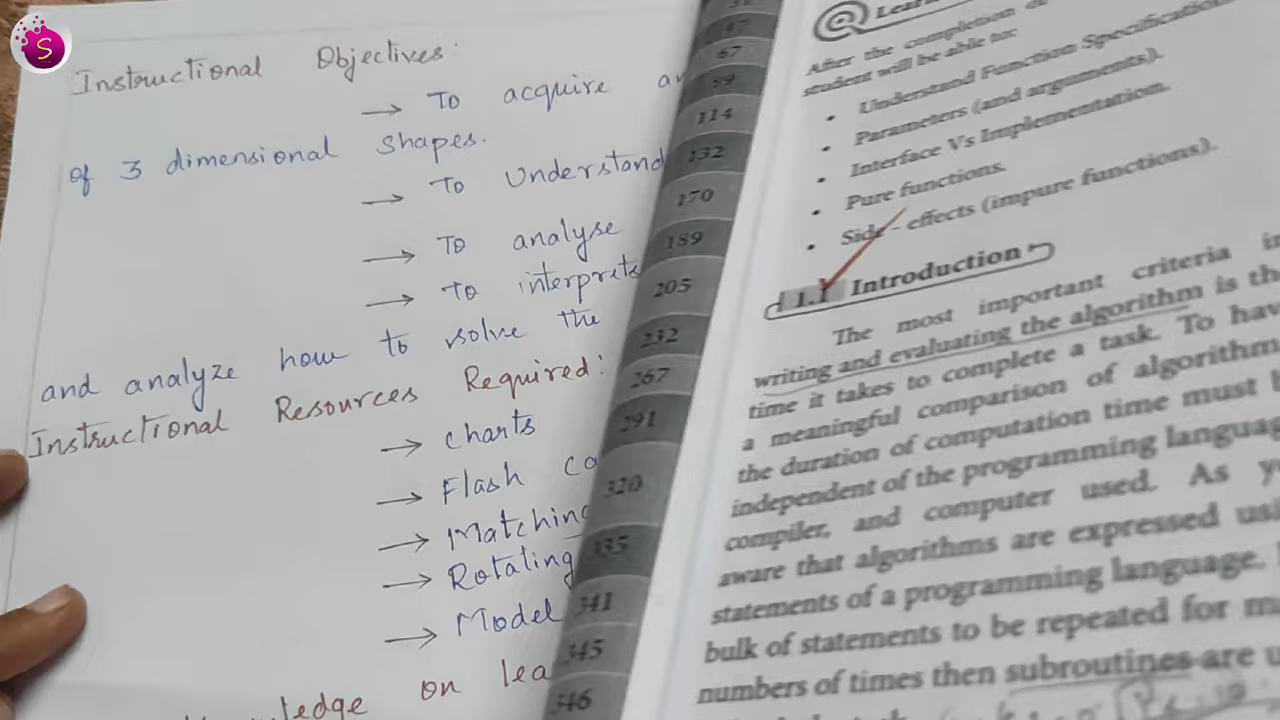 S
Instructional Objectives:
→ To acquire
of 3 dimensional shapes.
→ To Understand
→ To analyse
→ To interprete
and analyze how to solve the
Instructional Resources Required:
→ charts
→ Flash
→ Matching
→ Rotating
→ Model
on
47
67
89
114
132
170
189
205
232
267
291
320
335
341
345
346
After the completion of
student will be able to:
• Understand Function Specification
• Parameters (and arguments).
• Interface Vs Implementation.
• Pure functions.
• Side - effects (impure functions).
1.1 Introduction
The most important criteria in
writing and evaluating the algorithm is the
time it takes to complete a task. To have
a meaningful comparison of algorithm
the duration of computation time must
independent of the programming language
compiler, and computer used. As
aware that algorithms are expressed
statements of a programming language.
bulk of statements to be repeated for
numbers of times then subroutines are